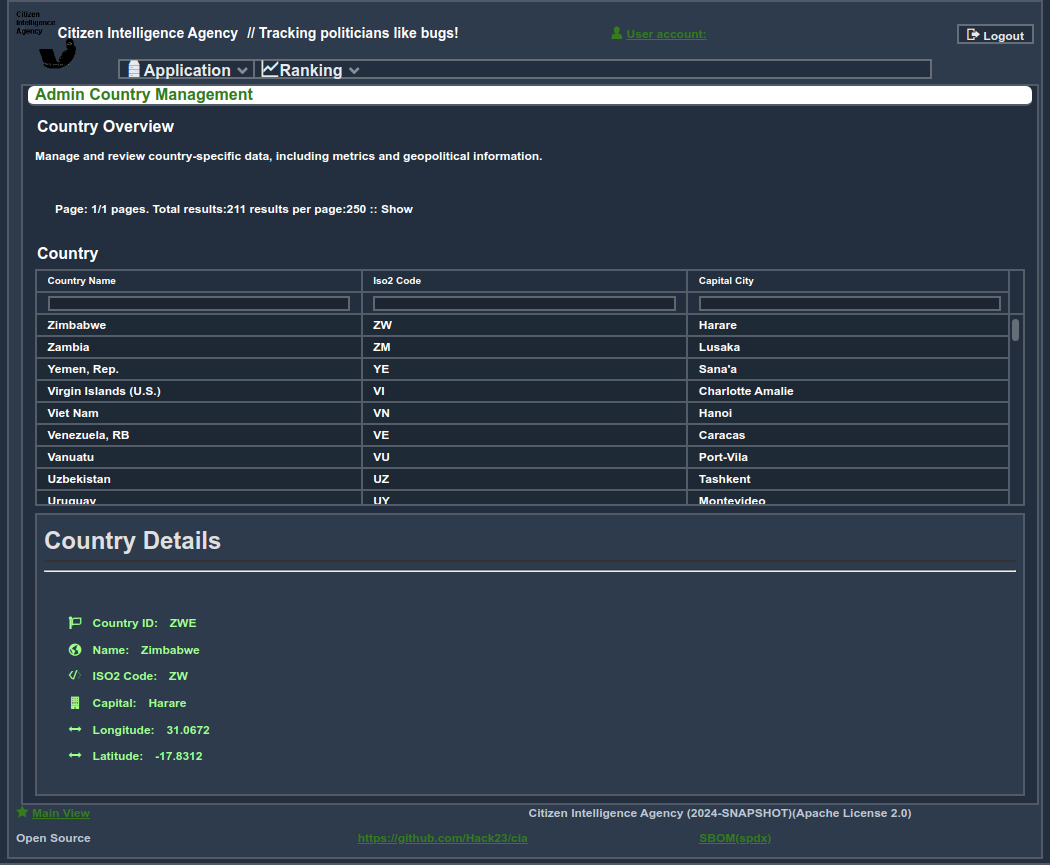 Citizen
Intelligence
Agency
Citizen Intelligence Agency // Tracking politicians like bugs!
User account:
Logout
Application
Ranking
Admin Country Management
Country Overview
Manage and review country-specific data, including metrics and geopolitical information.
Page: 1/1 pages. Total results:211 results per page:250 :: Show
Country
Country Name Iso2 Code Capital City
Zimbabwe ZW Harare
Zambia ZM Lusaka
Yemen, Rep. YE Sana'a
Virgin Islands (U.S.) VI Charlotte Amalie
Viet Nam VN Hanoi
Venezuela, RB VE Caracas
Vanuatu VU Port-Vila
Uzbekistan UZ Tashkent
Uruguay UY Montevideo
Country Details
Country ID: ZWE
Name: Zimbabwe
ISO2 Code: ZW
Capital: Harare
Longitude: 31.0672
Latitude: -17.8312
Main View Citizen Intelligence Agency (2024-SNAPSHOT)(Apache License 2.0)
Open Source https://github.com/Hack23/cia SBOM(spdx)